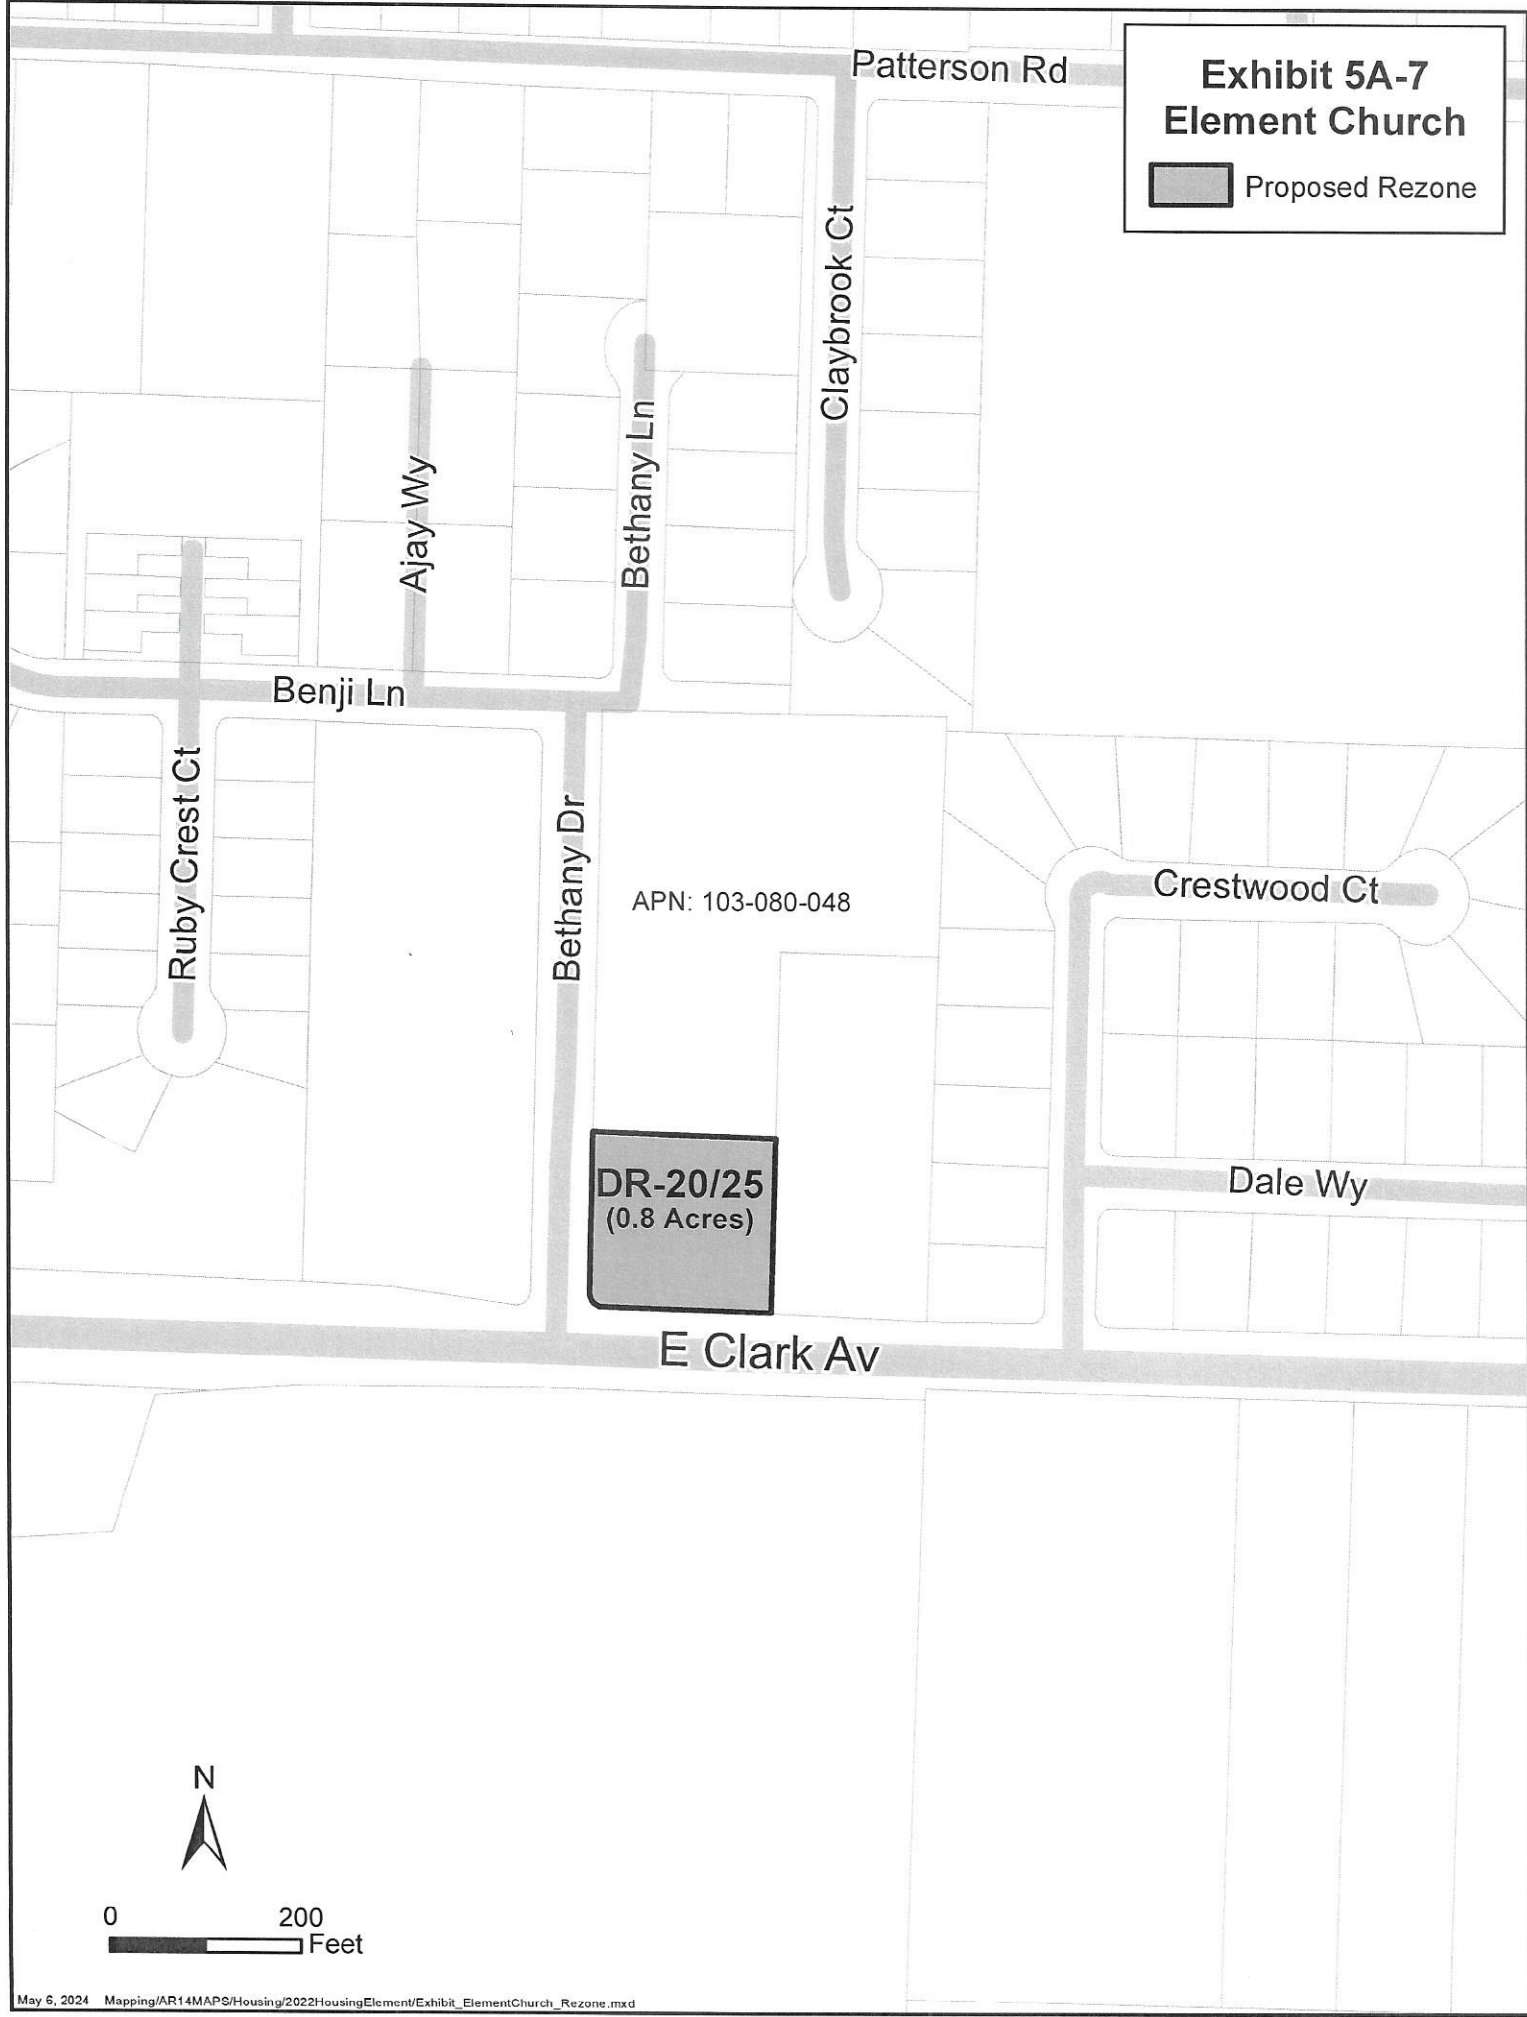 Patterson Rd
Exhibit 5A-7
Element Church
Proposed Rezone
Claybrook Ct
Bethany Ln
Ajay Wy
Benji Ln
Ruby Crest Ct
Bethany Dr
APN: 103-080-048
Crestwood Ct
DR-20/25
(0.8 Acres)
Dale Wy
E Clark Av
N
0 200
Feet
May 6, 2024 Mapping/AR14MAPS/Housing/2022HousingElement/Exhibit_ElementChurch_Rezone.mxd